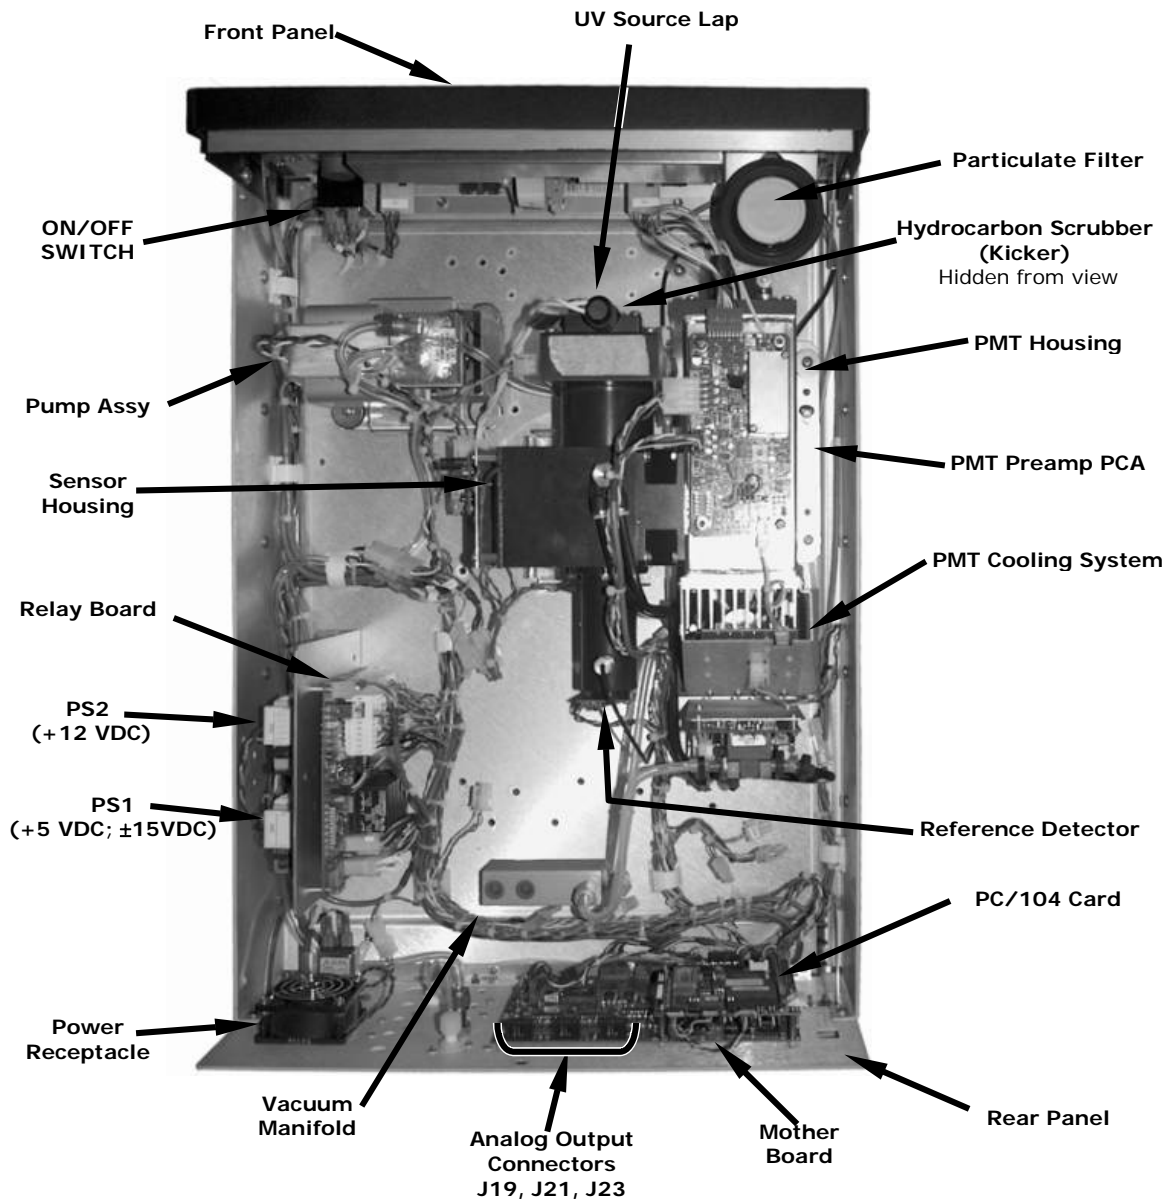 UV Source Lap
Front Panel
Particulate Filter
ON/OFF
SWITCH
Hydrocarbon Scrubber
(Kicker)
Hidden from view
PMT Housing
Pump Assy
PMT Preamp PCA
Sensor
Housing
PMT Cooling System
Relay Board
PS2
(+12 VDC)
PS1
(+5 VDC; ±15VDC)
Reference Detector
PC/104 Card
Power
Receptacle
Vacuum
Manifold
Analog Output
Connectors
J19, J21, J23
Mother
Board
Rear Panel